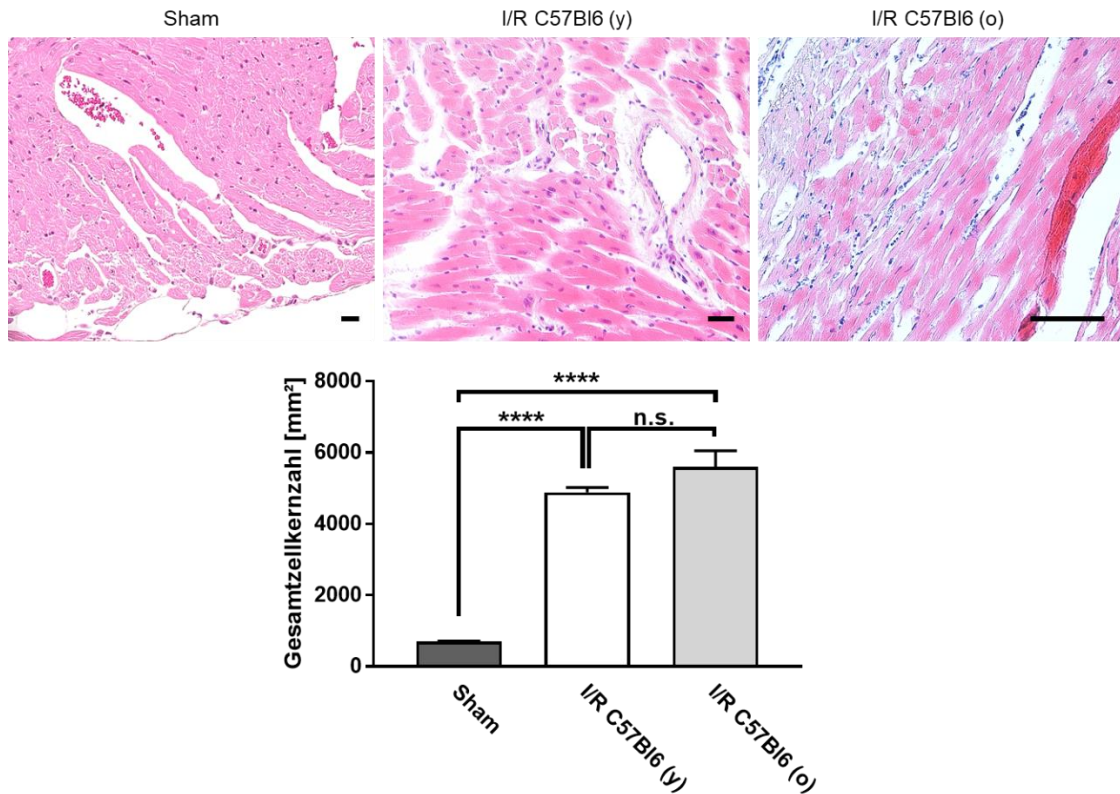 Sham
I/R C57Bl6 (y)
I/R C57Bl6 (o)
Gesamtzellkernzahl [mm²]
8000
6000
4000
2000
0
****
****
n.s.
Sham
I/R C57Bl6 (y)
I/R C57Bl6 (o)